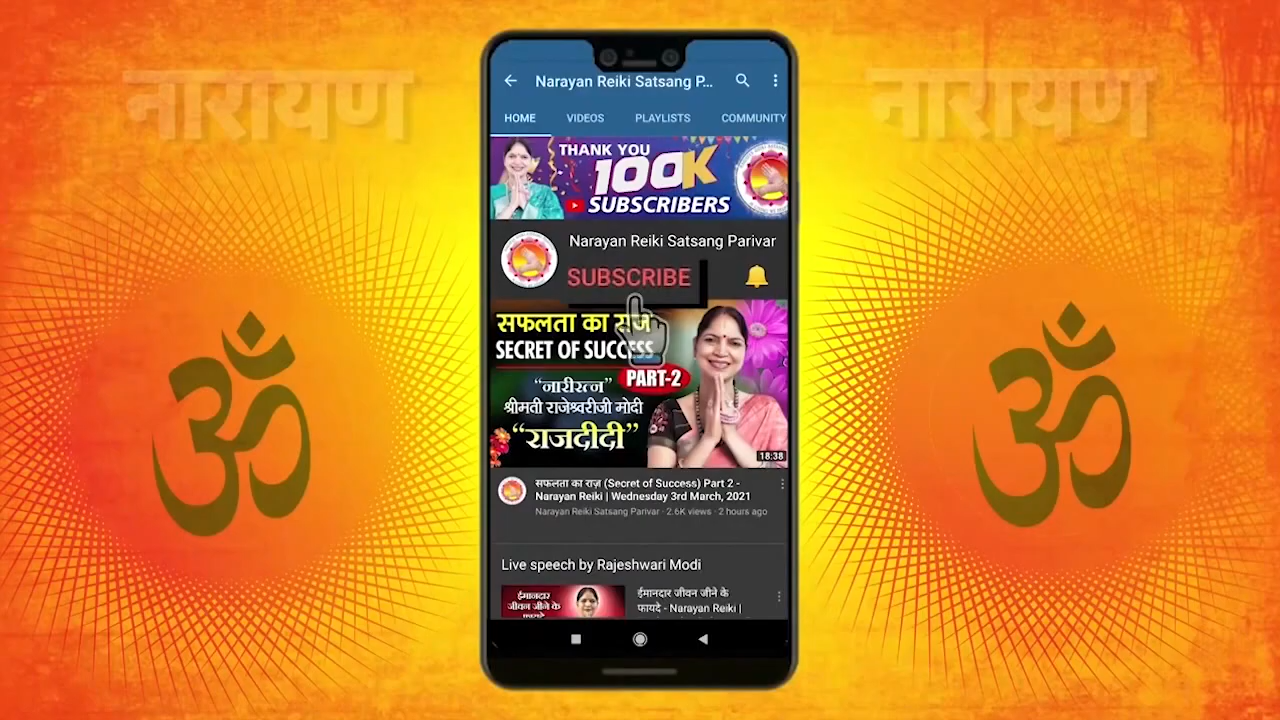 नारायण
नारायण
Narayan Reiki Satsang P...
HOME VIDEOS PLAYLISTS COMMUNITY
THANK YOU
100K
SUBSCRIBERS
Narayan Reiki Satsang Parivar
SUBSCRIBE
सफलता का राज
SECRET OF SUCCESS
PART-2
“नारीरत्न”
श्रीमती राजेश्वरीजी मोदी
“राजदीदी”
18:38
सफलता का राज़ (Secret of Success) Part 2 -
Narayan Reiki | Wednesday 3rd March, 2021
Narayan Reiki Satsang Parivar · 2.6K views · 2 hours ago
Live speech by Rajeshwari Modi
ईमानदार
जीवन जीने के
ईमानदार जीवन जीने के
फायदे - Narayan Reiki |
ॐ
ॐ